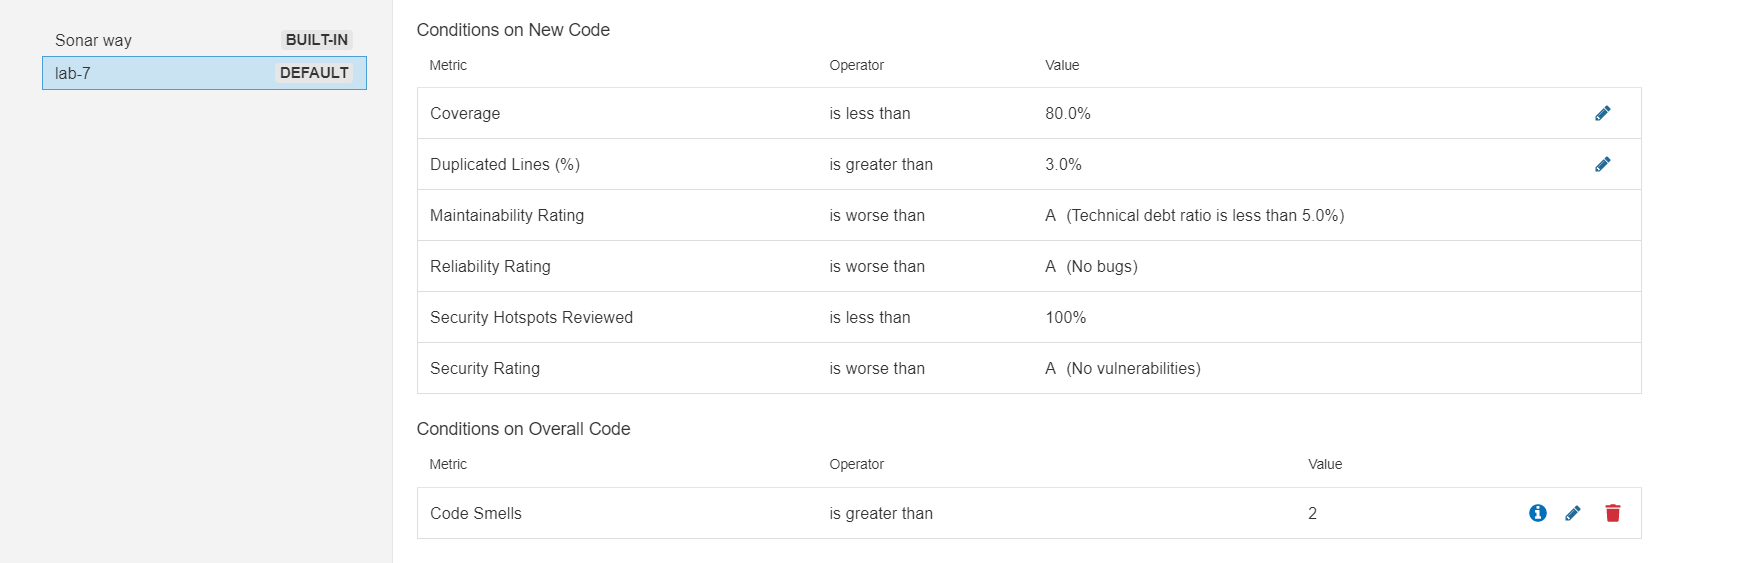 Sonar way BUILT-IN
lab-7 DEFAULT
Conditions on New Code
Metric Operator Value
Coverage is less than 80.0%
Duplicated Lines (%) is greater than 3.0%
Maintainability Rating is worse than A (Technical debt ratio is less than 5.0%)
Reliability Rating is worse than A (No bugs)
Security Hotspots Reviewed is less than 100%
Security Rating is worse than A (No vulnerabilities)
Conditions on Overall Code
Metric Operator Value
Code Smells is greater than 2